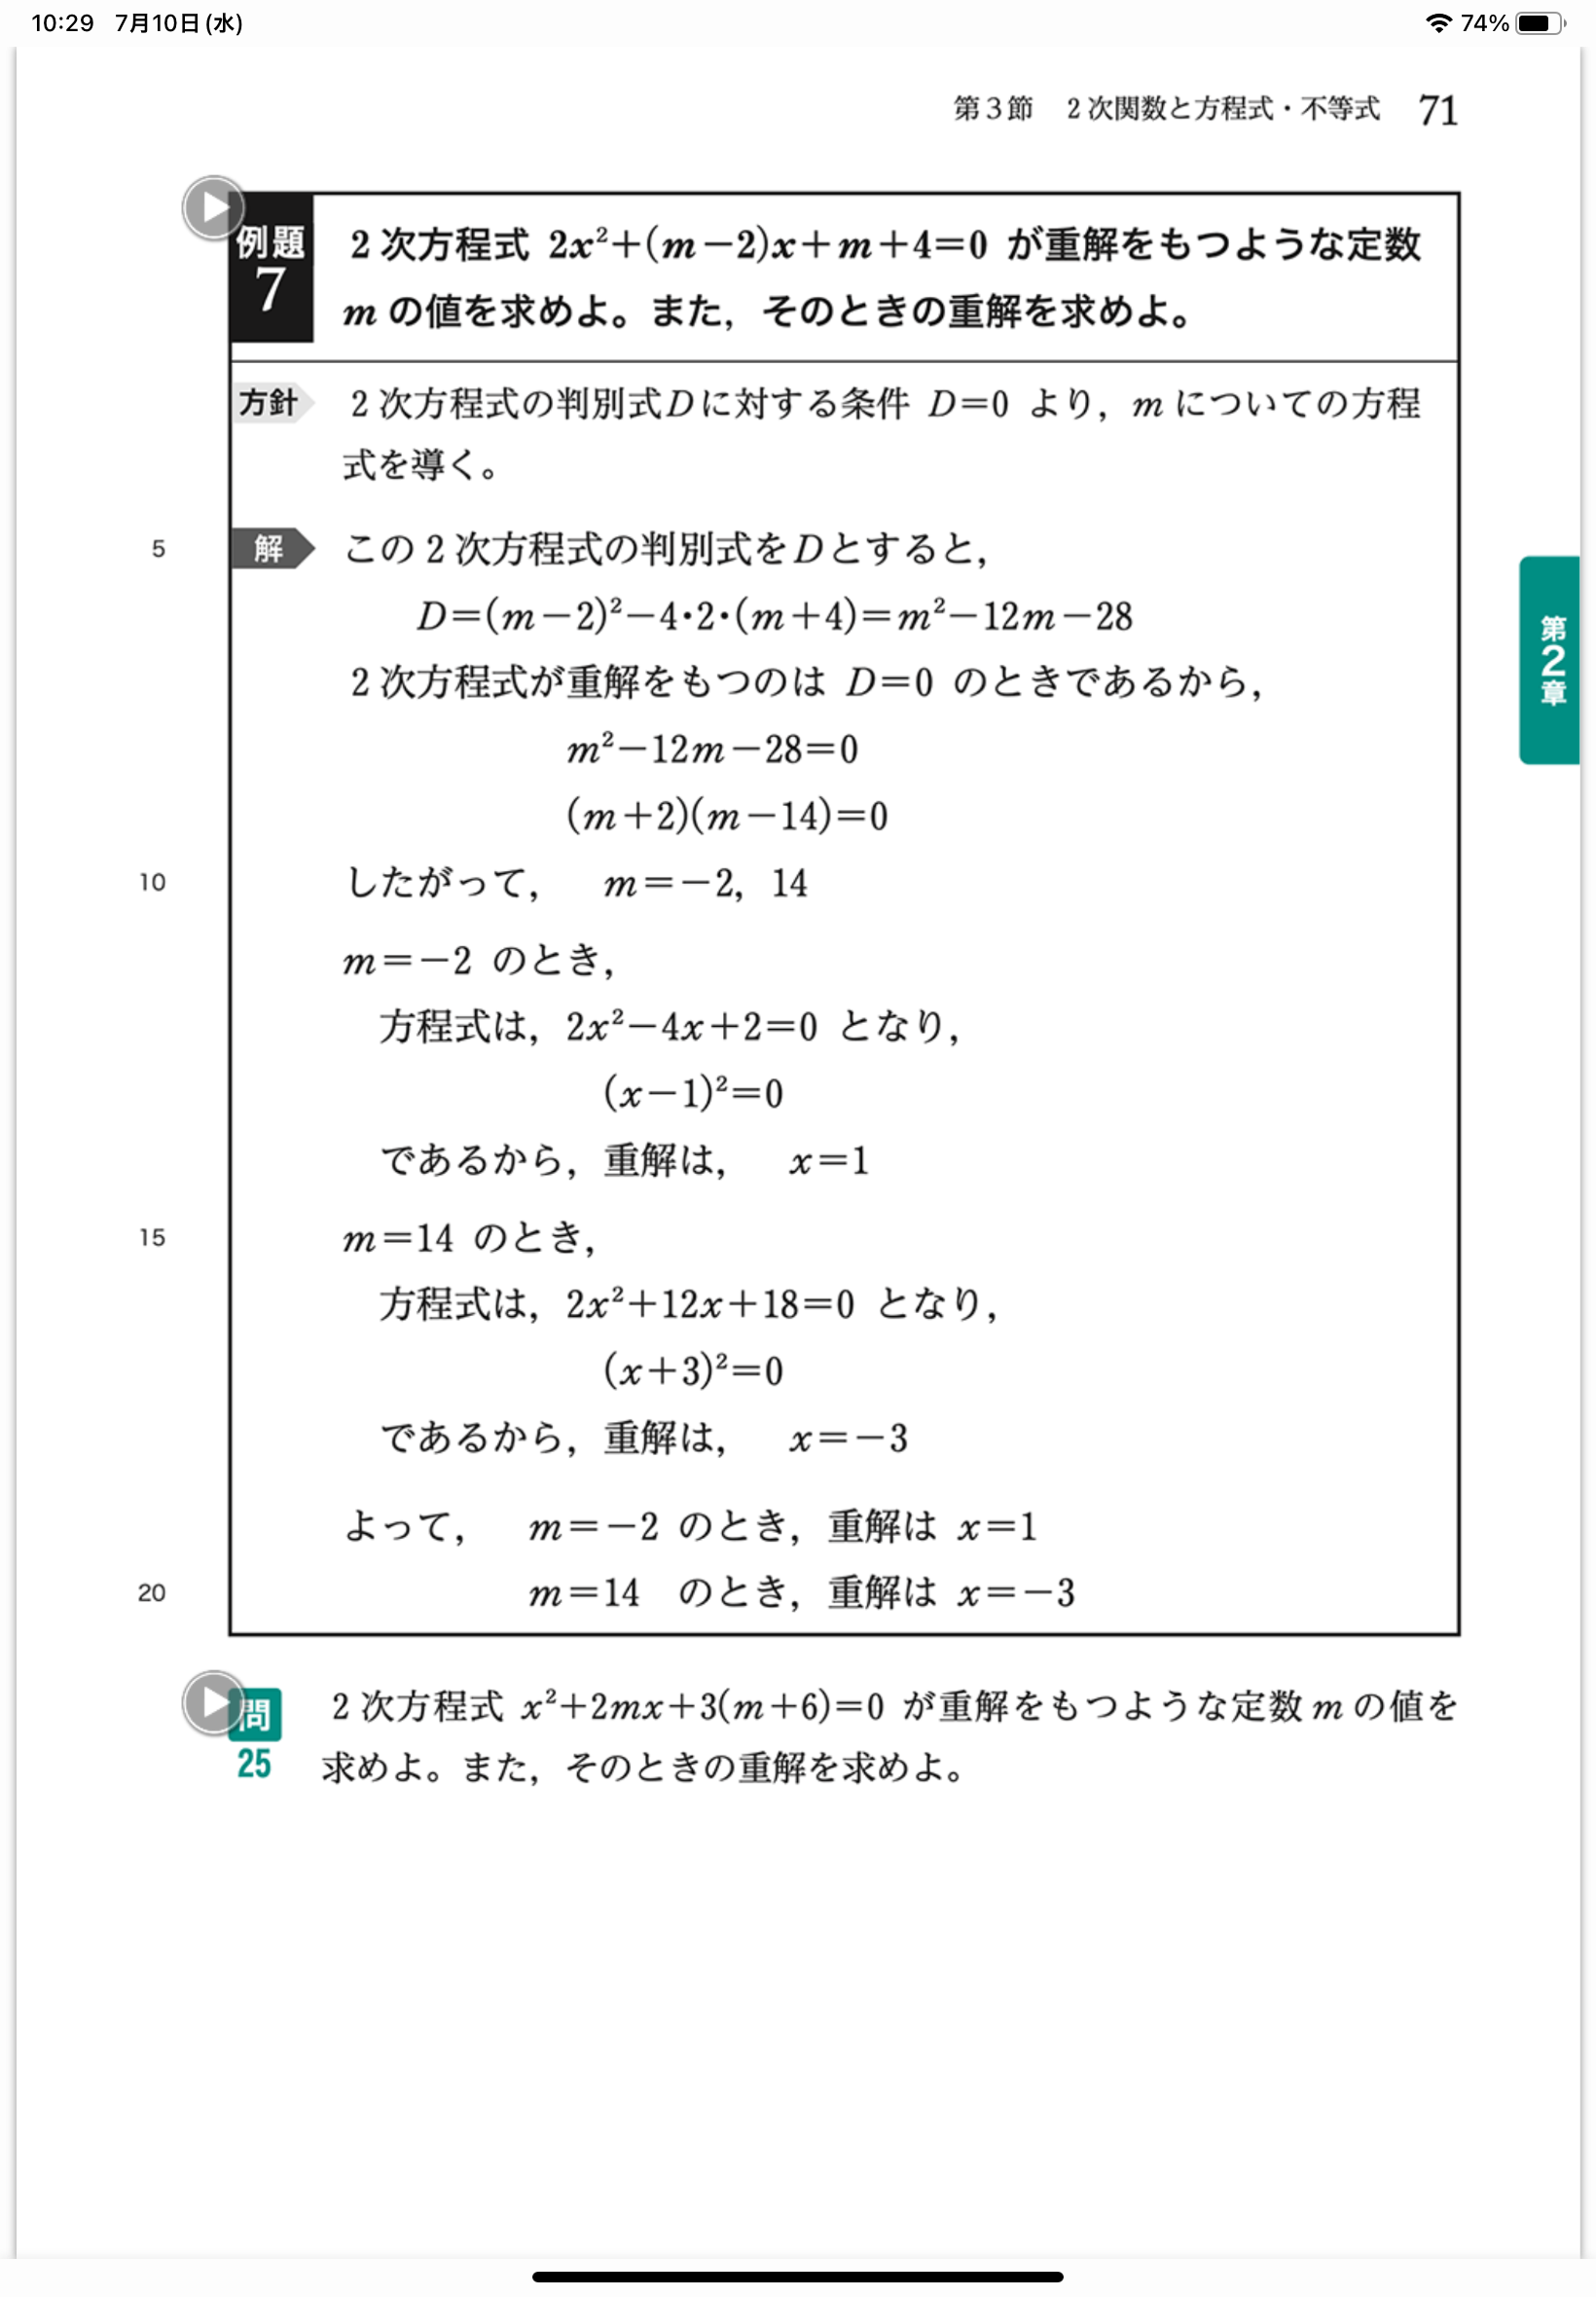 10:29 7月10日(水) 74%
第3節 2次関数と方程式・不等式 71
例題 7 2次方程式 2x²+(m−2)x+m+4=0 が重解をもつような定数
mの値を求めよ。また，そのときの重解を求めよ。
方針 2次方程式の判別式Dに対する条件 D=0 より，mについての方程
式を導く。
5 解 この2次方程式の判別式をDとすると，
D=(m−2)²−4・2・(m+4)=m²−12m−28
2次方程式が重解をもつのは D=0 のときであるから，
m²−12m−28=0
(m+2)(m−14)=0
10 したがって， m=−2，14
m=−2 のとき，
方程式は，2x²−4x+2=0 となり，
(x−1)²=0
であるから，重解は， x=1
15 m=14 のとき，
方程式は，2x²+12x+18=0 となり，
(x+3)²=0
であるから，重解は， x=−3
よって， m=−2 のとき，重解は x=1
20 m=14 のとき，重解は x=−3
問 25 2次方程式 x²+2mx+3(m+6)=0 が重解をもつような定数mの値を
求めよ。また，そのときの重解を求めよ。
第2章